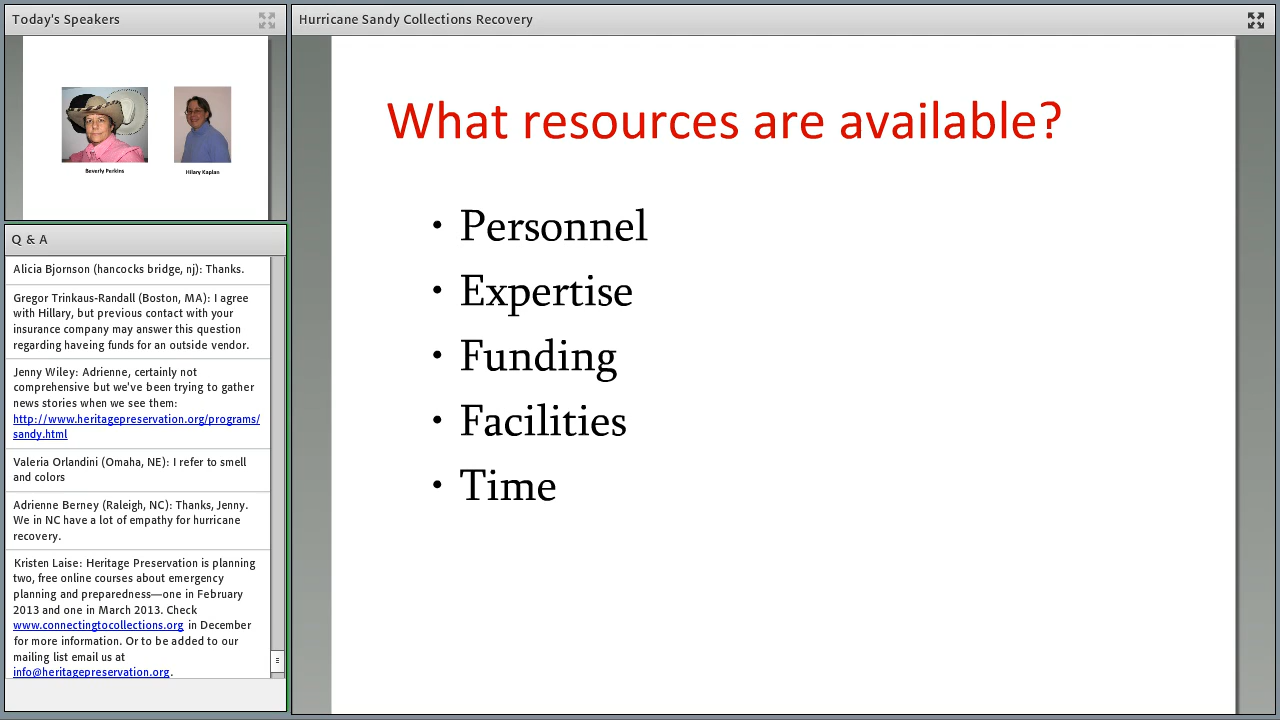 Today's Speakers
Beverly Perkins
Hilary Kaplan
Q & A
Alicia Bjornson (hancocks bridge, nj): Thanks.
Gregor Trinkaus-Randall (Boston, MA): I agree
with Hillary, but previous contact with your
insurance company may answer this question
regarding haveing funds for an outside vendor.
Jenny Wiley: Adrienne, certainly not
comprehensive but we've been trying to gather
news stories when we see them:
http://www.heritagepreservation.org/programs/
sandy.html
Valeria Orlandini (Omaha, NE): I refer to smell
and colors
Adrienne Berney (Raleigh, NC): Thanks, Jenny.
We in NC have a lot of empathy for hurricane
recovery.
Kristen Laise: Heritage Preservation is planning
two, free online courses about emergency
planning and preparedness—one in February
2013 and one in March 2013. Check
www.connectingtocollections.org in December
for more information. Or to be added to our
mailing list email us at
info@heritagepreservation.org.
Hurricane Sandy Collections Recovery
What resources are available?
• Personnel
• Expertise
• Funding
• Facilities
• Time